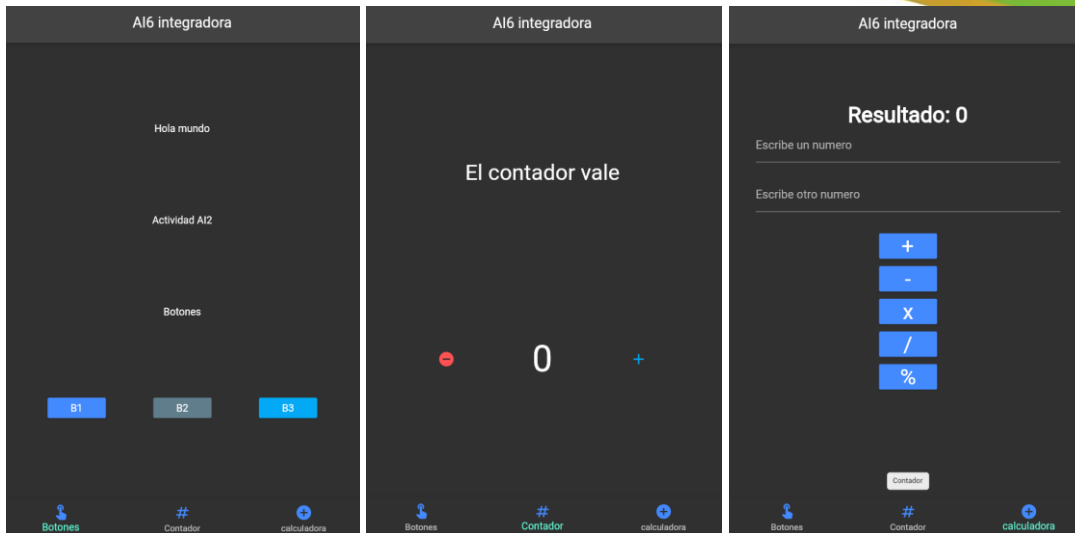 AI6 integradora
Hola mundo
Actividad AI2
Botones
B1 B2 B3
Botones Contador calculadora
AI6 integradora
El contador vale
0 +
# 
Botones Contador calculadora
AI6 integradora
Resultado: 0
Escribe un numero
Escribe otro numero
+
-
x
/
%
Contador
#
Botones Contador calculadora